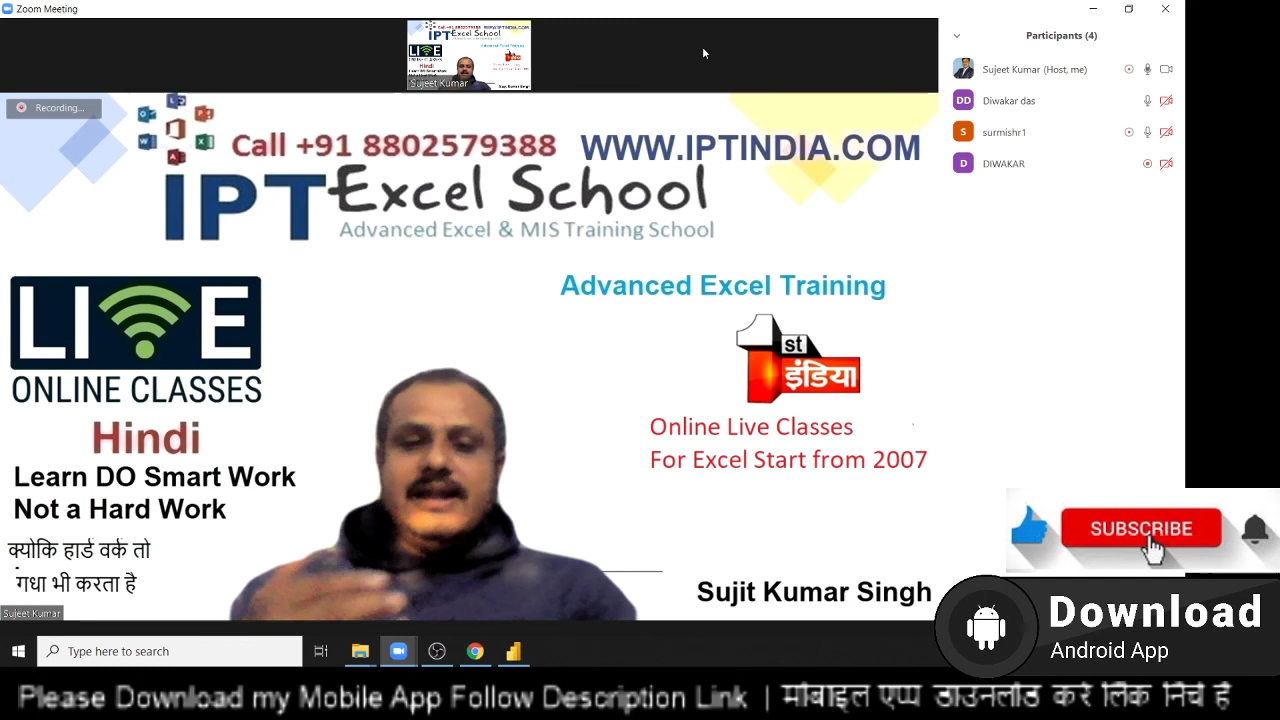 Zoom Meeting
Participants (4)
Sujeet Kumar
Sujeet Kumar (Host, me)
Diwakar das
surmishr1
DIWAKAR
DD
S
D
Recording...
Call +91 8802579388 WWW.IPTINDIA.COM
IPT Excel School
Advanced Excel & MIS Training School
LIVE
ONLINE CLASSES
Hindi
Learn DO Smart Work
Not a Hard Work
क्योकि हार्ड वर्क तो
गधा भी करता है
Advanced Excel Training
1st
इंडिया
Online Live Classes
For Excel Start from 2007
Sujit Kumar Singh
Sujeet Kumar
SUBSCRIBE
Download
Android App
Type here to search
Please Download my Mobile App Follow Description Link | मोबाइल एप्प डाउनलोड करे लिंक निचे है